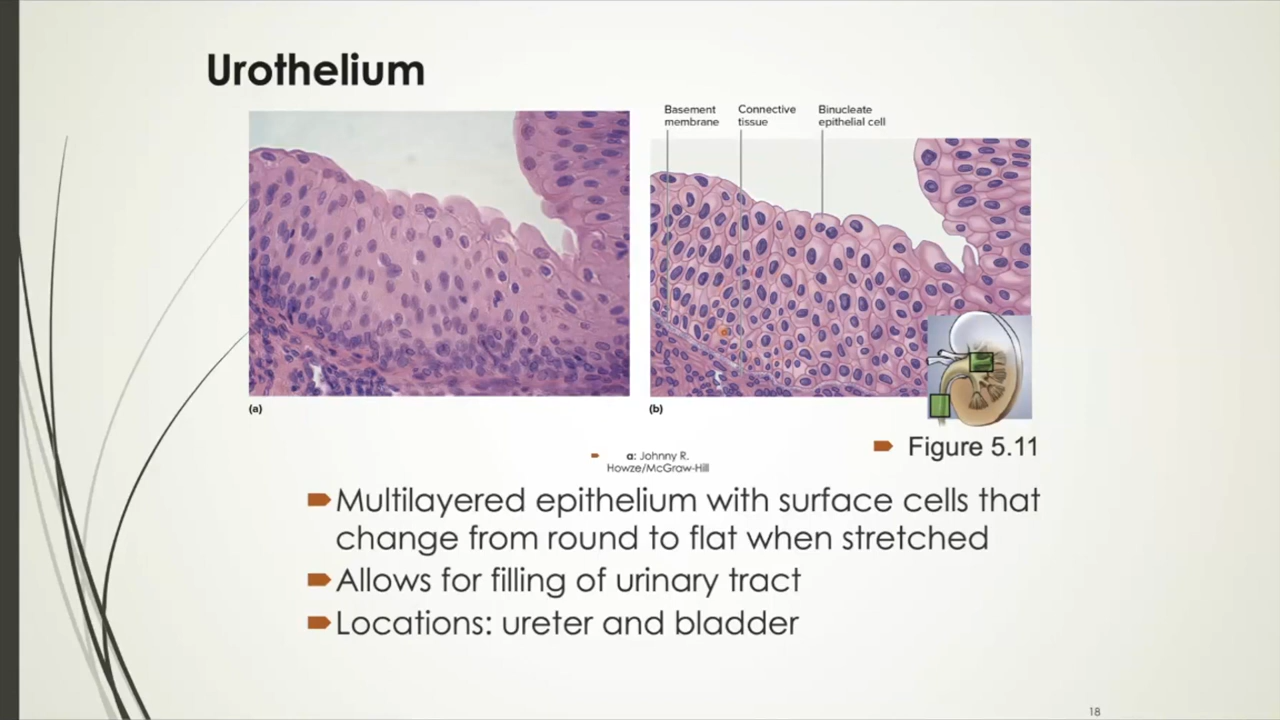 Urothelium
Basement
membrane
Connective
tissue
Binucleate
epithelial cell
(a)
(b)
Figure 5.11
a: Johnny R.
Howze/McGraw-Hill
Multilayered epithelium with surface cells that
change from round to flat when stretched
Allows for filling of urinary tract
Locations: ureter and bladder
18